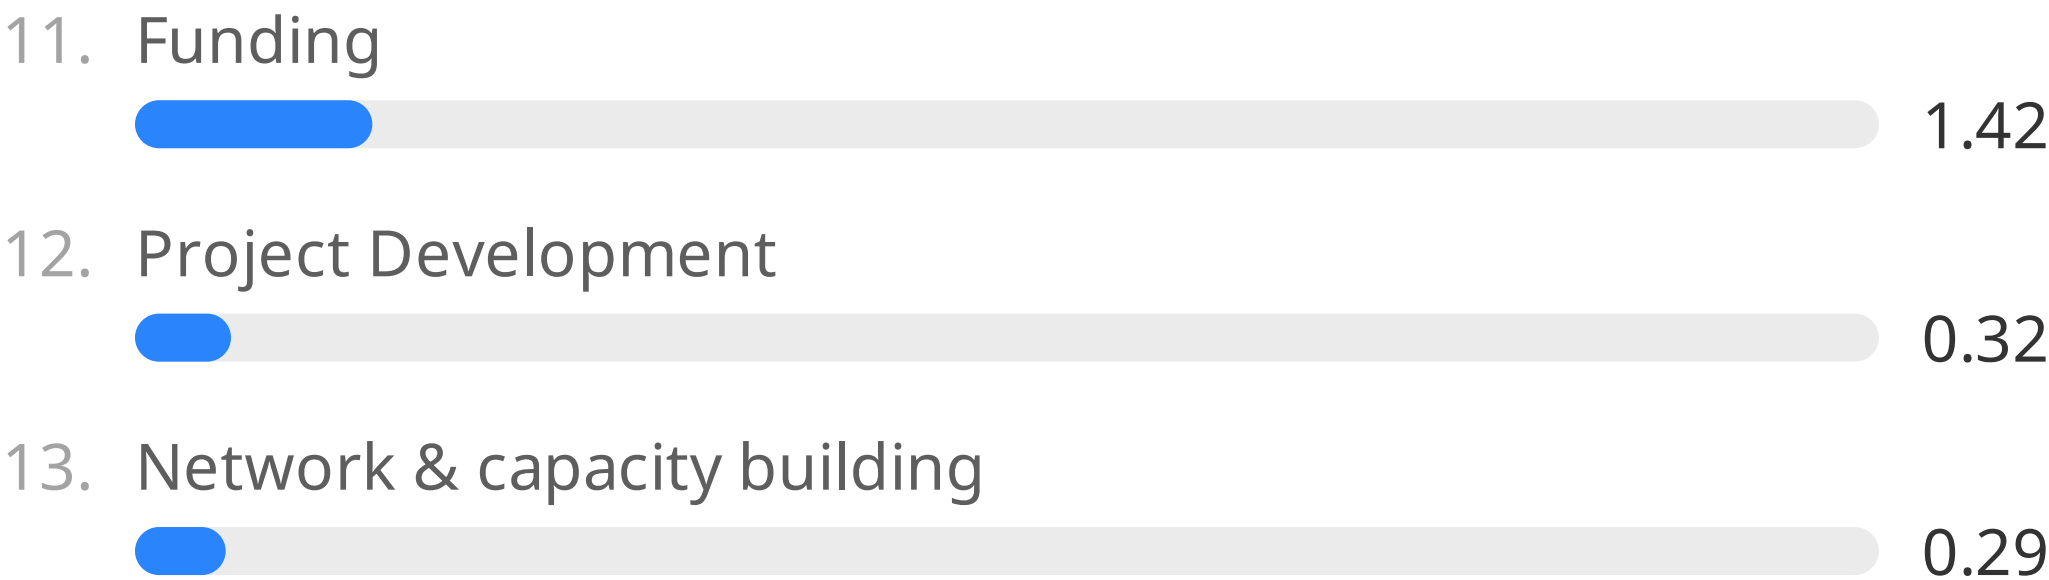 11. Funding
1.42
12. Project Development
0.32
13. Network & capacity building
0.29